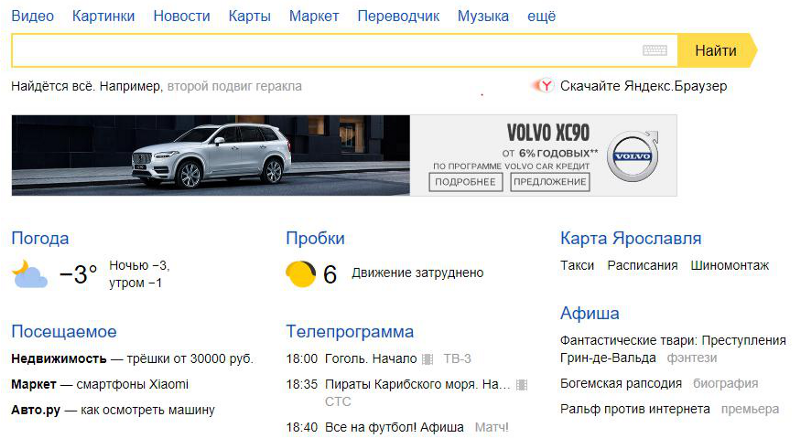 Видео Картинки Новости Карты Маркет Переводчик Музыка ещё
Найти
Найдётся всё. Например, второй подвиг геракла
Скачайте Яндекс.Браузер
VOLVO XC90
ОТ 6% ГОДОВЫХ**
ПО ПРОГРАММЕ VOLVO CAR КРЕДИТ
ПОДРОБНЕЕ ПРЕДЛОЖЕНИЕ
VOLVO
Погода
−3°
Ночью −3,
утром −1
Пробки
6 Движение затруднено
Карта Ярославля
Такси Расписания Шиномонтаж
Посещаемое
Недвижимость — трёшки от 30000 руб.
Маркет — смартфоны Xiaomi
Авто.ру — как осмотреть машину
Телепрограмма
18:00 Гоголь. Начало ТВ-3
18:35 Пираты Карибского моря. На…
СТС
18:40 Все на футбол! Афиша Матч!
Афиша
Фантастические твари: Преступления
Грин-де-Вальда фэнтези
Богемская рапсодия биография
Ральф против интернета премьера